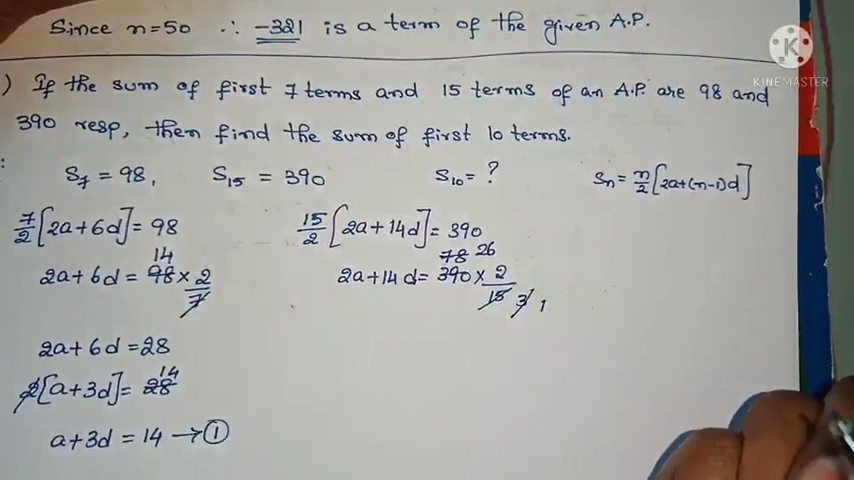 Since n=50 ∴ -321 is a term of the given A.P.
K
KINEMASTER
) If the sum of first 7 terms and 15 terms of an A.P. are 98 and
390 resp, then find the sum of first 10 terms.
:
S₇ = 98, S₁₅ = 390 S₁₀ = ? Sn = n/2 [2a+(n-1)d]
7/2 [2a+6d] = 98 15/2 [2a+14d] = 390
14 78 26
2a+6d = 98 × 2/7 2a+14d = 390 × 2/15 3 1
2a+6d = 28
14
2[a+3d] = 28
a+3d = 14 → ①